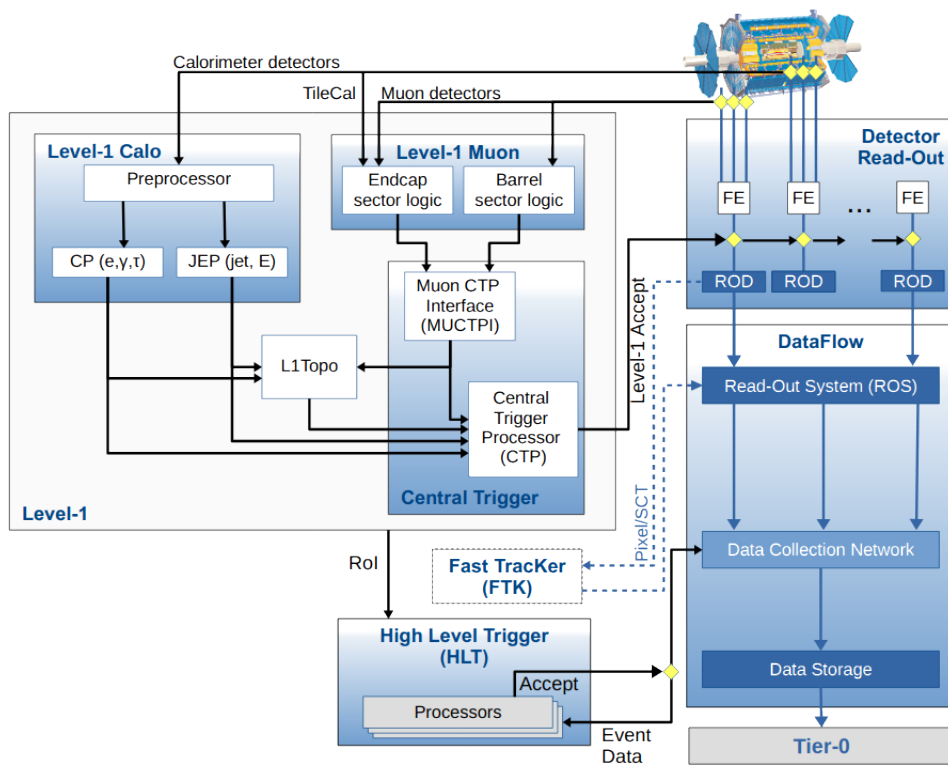 Calorimeter detectors
TileCal
Muon detectors
Level-1 Calo
Preprocessor
CP (e,γ,τ)
JEP (jet, E)
Level-1 Muon
Endcap
sector logic
Barrel
sector logic
Muon CTP
Interface
(MUCTPI)
L1Topo
Central
Trigger
Processor
(CTP)
Central Trigger
Level-1
Level-1 Accept
Detector
Read-Out
FE
FE
...
FE
ROD
ROD
ROD
DataFlow
Read-Out System (ROS)
Data Collection Network
Data Storage
Tier-0
Pixel/SCT
Fast TracKer
(FTK)
RoI
High Level Trigger
(HLT)
Accept
Processors
Event
Data